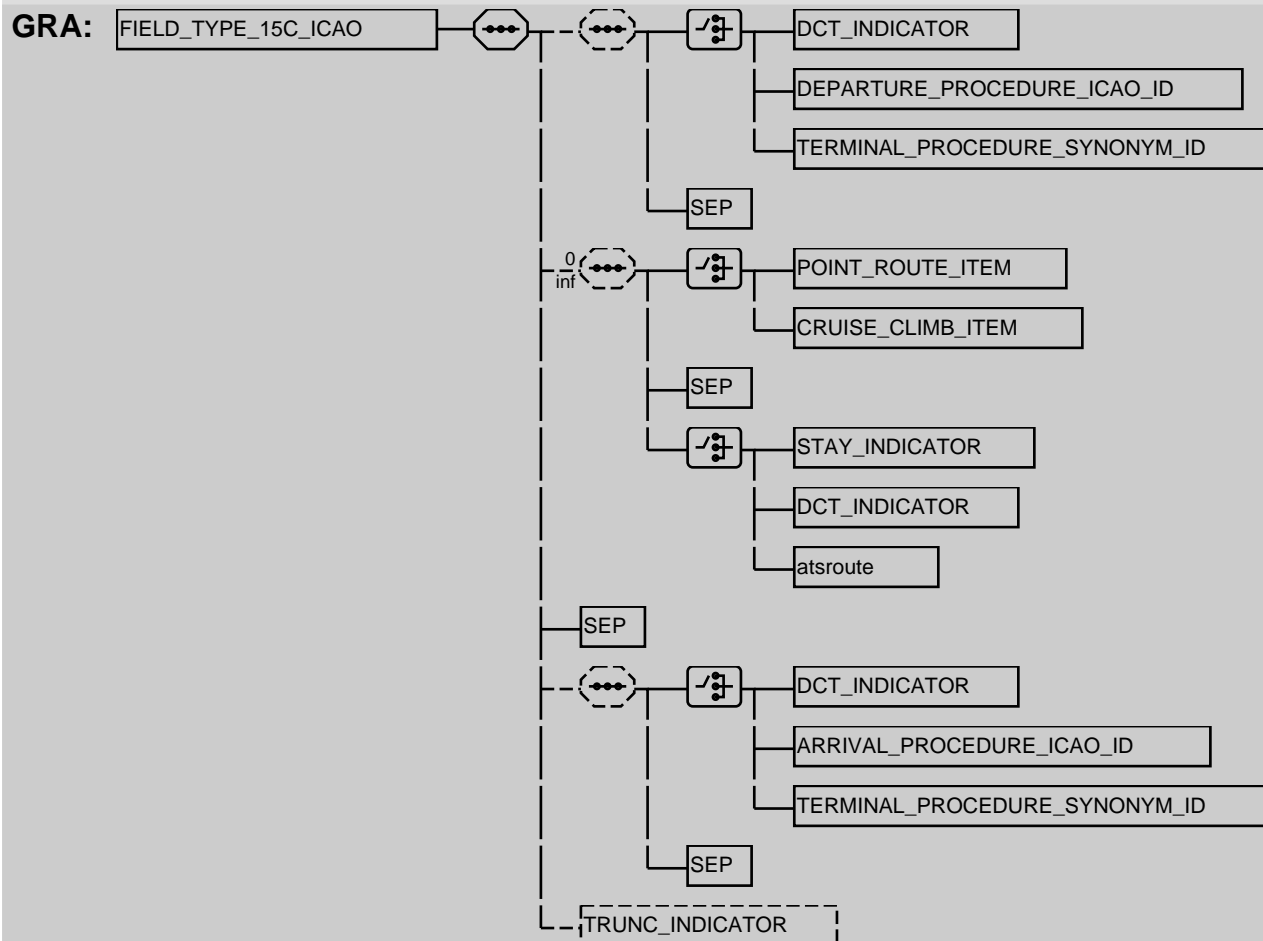 GRA: FIELD_TYPE_15C_ICAO DCT_INDICATOR
DEPARTURE_PROCEDURE_ICAO_ID
TERMINAL_PROCEDURE_SYNONYM_ID
SEP
0
inf
POINT_ROUTE_ITEM
CRUISE_CLIMB_ITEM
SEP
STAY_INDICATOR
DCT_INDICATOR
atsroute
SEP
DCT_INDICATOR
ARRIVAL_PROCEDURE_ICAO_ID
TERMINAL_PROCEDURE_SYNONYM_ID
SEP
TRUNC_INDICATOR